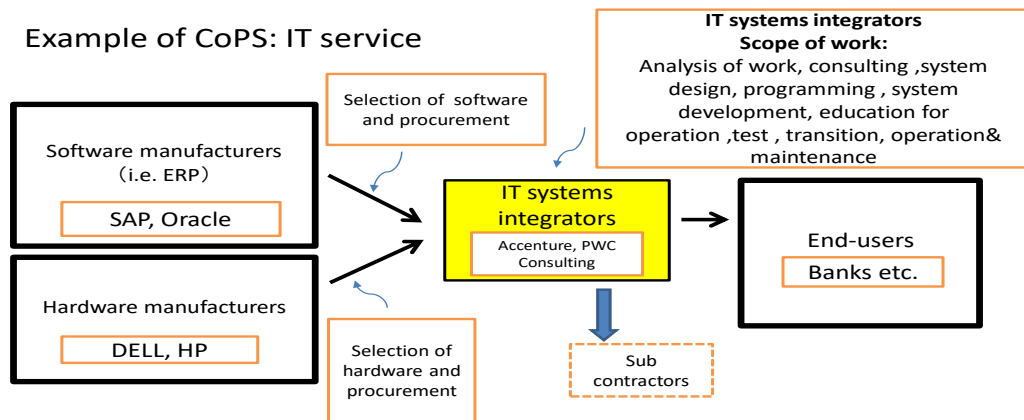 Example of CoPS: IT service
IT systems integrators
Scope of work:
Analysis of work, consulting ,system
design, programming , system
development, education for
operation ,test , transition, operation&
maintenance
Selection of software
and procurement
Software manufacturers
（i.e. ERP）
SAP, Oracle
IT systems
integrators
Accenture, PWC
Consulting
End-users
Banks etc.
Hardware manufacturers
DELL, HP
Selection of
hardware and
procurement
Sub
contractors